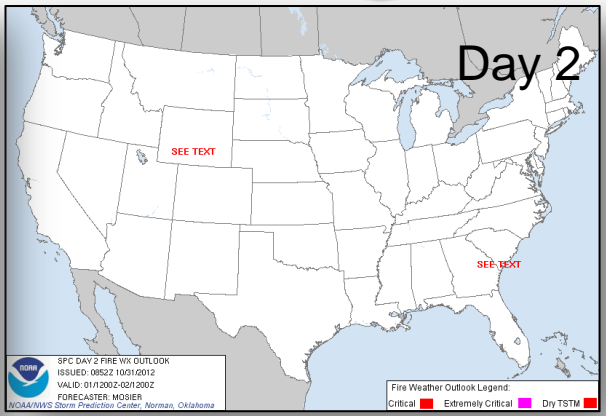 Day 2
SEE TEXT
SEE TEXT
NOAA
SPC DAY 2 FIRE WX OUTLOOK
ISSUED: 0852Z 10/31/2012
VALID: 01/1200Z-02/1200Z
FORECASTER: MOSIER
NOAA/NWS Storm Prediction Center, Norman, Oklahoma
Fire Weather Outlook Legend:
Critical Extremely Critical Dry TSTM